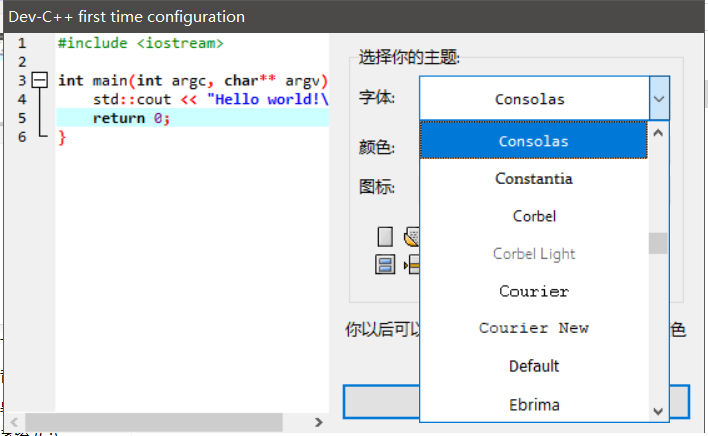 Dev-C++ first time configuration
1 #include <iostream>
2
3 int main(int argc, char** argv)
4 std::cout << "Hello world!\
5 return 0;
6 }
选择你的主题:
字体:
Consolas
颜色:
图标:
Consolas
Constantia
Corbel
Corbel Light
Courier
Courier New
Default
Ebrima
你以后可以
色